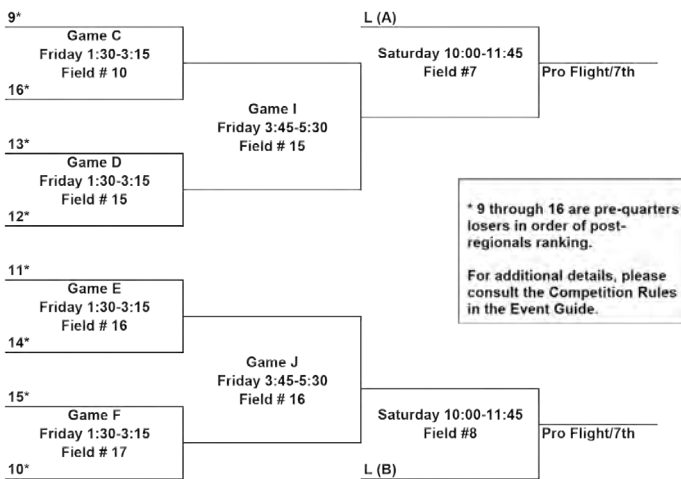 9*
Game C
Friday 1:30-3:15
Field # 10
16*
13*
Game D
Friday 1:30-3:15
Field # 15
12*
11*
Game E
Friday 1:30-3:15
Field # 16
14*
15*
Game F
Friday 1:30-3:15
Field # 17
10*
Game I
Friday 3:45-5:30
Field # 15
Game J
Friday 3:45-5:30
Field # 16
L (A)
Saturday 10:00-11:45
Field #7
Pro Flight/7th
* 9 through 16 are pre-quarters
losers in order of post-
regionals ranking.
For additional details, please
consult the Competition Rules
in the Event Guide.
Saturday 10:00-11:45
Field #8
Pro Flight/7th
L (B)